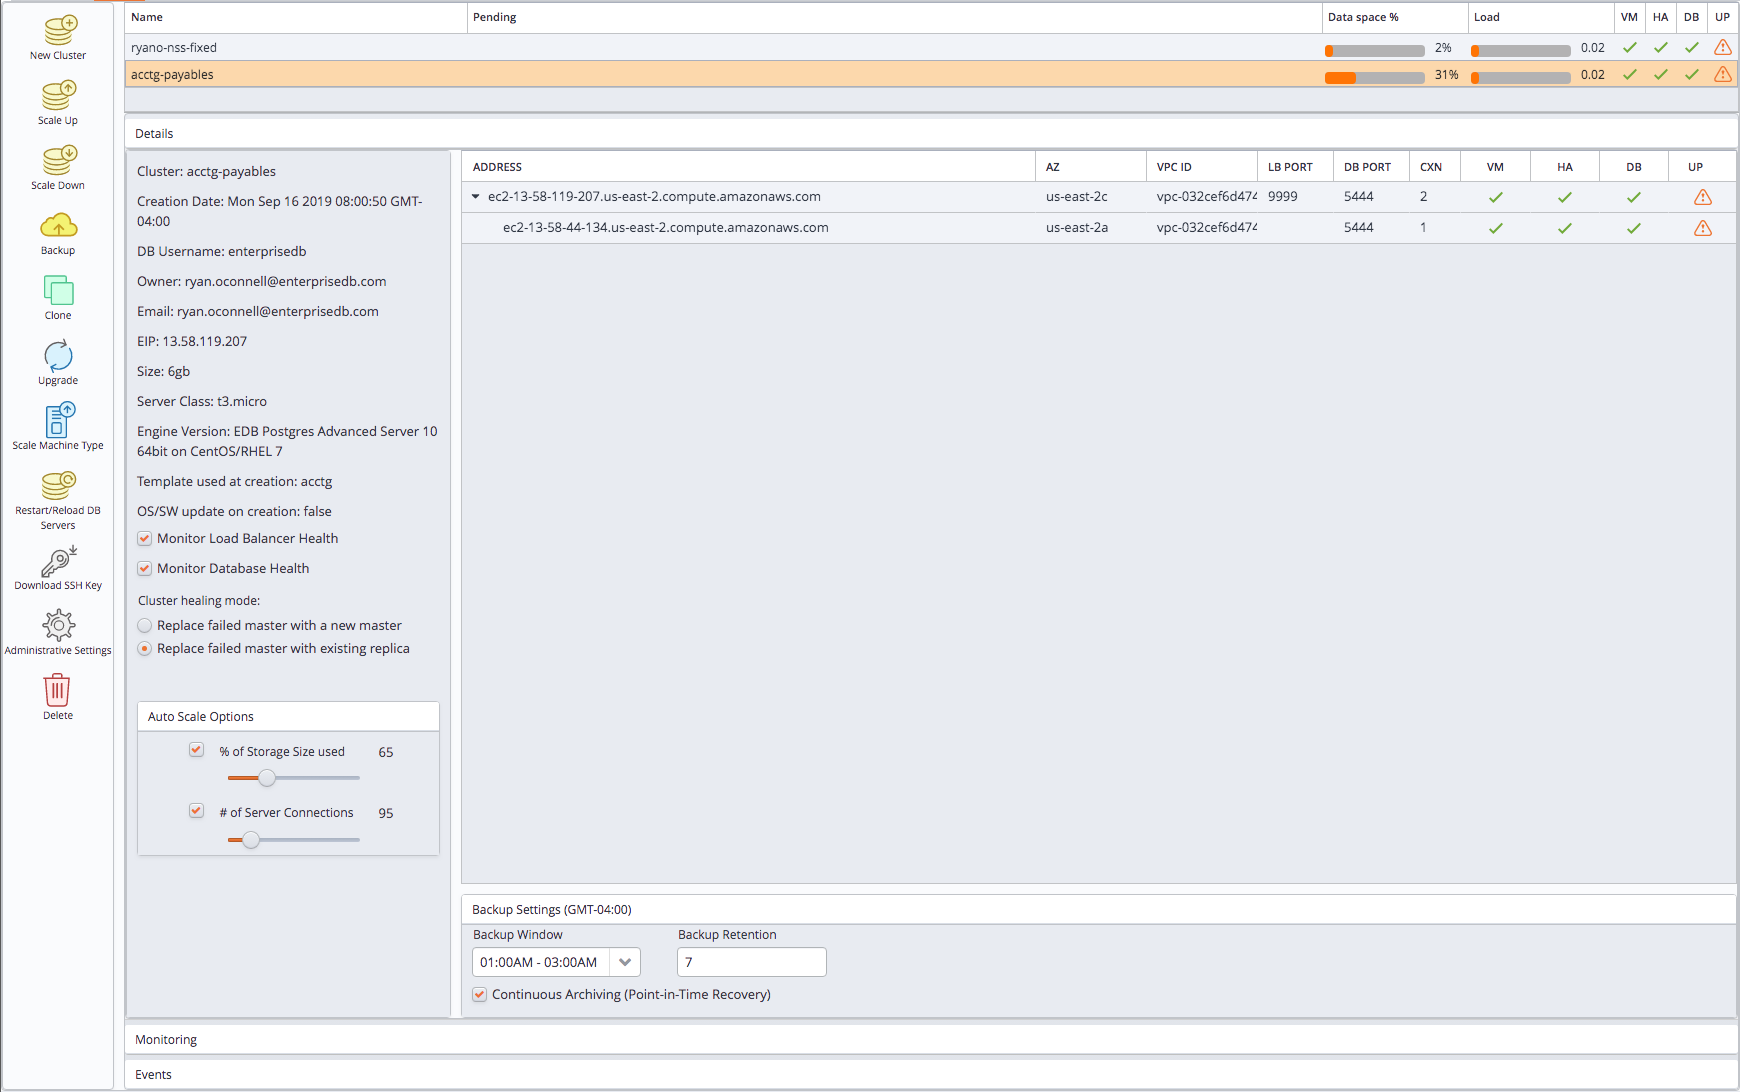 New Cluster
Scale Up
Scale Down
Backup
Clone
Upgrade
Scale Machine Type
Restart/Reload DB
Servers
Download SSH Key
Administrative Settings
Delete
Name Pending Data space % Load VM HA DB UP
ryano-nss-fixed 2% 0.02
acctg-payables 31% 0.02
Details
Cluster: acctg-payables
Creation Date: Mon Sep 16 2019 08:00:50 GMT-
04:00
DB Username: enterprisedb
Owner: ryan.oconnell@enterprisedb.com
Email: ryan.oconnell@enterprisedb.com
EIP: 13.58.119.207
Size: 6gb
Server Class: t3.micro
Engine Version: EDB Postgres Advanced Server 10
64bit on CentOS/RHEL 7
Template used at creation: acctg
OS/SW update on creation: false
Monitor Load Balancer Health
Monitor Database Health
Cluster healing mode:
Replace failed master with a new master
Replace failed master with existing replica
Auto Scale Options
% of Storage Size used 65
# of Server Connections 95
ADDRESS AZ VPC ID LB PORT DB PORT CXN VM HA DB UP
ec2-13-58-119-207.us-east-2.compute.amazonaws.com us-east-2c vpc-032cef6d474 9999 5444 2
ec2-13-58-44-134.us-east-2.compute.amazonaws.com us-east-2a vpc-032cef6d474 5444 1
Backup Settings (GMT-04:00)
Backup Window Backup Retention
01:00AM - 03:00AM 7
Continuous Archiving (Point-in-Time Recovery)
Monitoring
Events